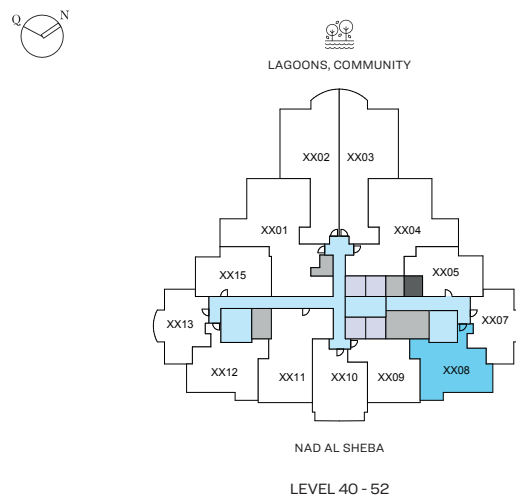 Q N
LAGOONS, COMMUNITY
XX02 XX03
XX01 XX04
XX15 XX05
XX13 XX07
XX12 XX11 XX10 XX09 XX08
NAD AL SHEBA
LEVEL 40 - 52